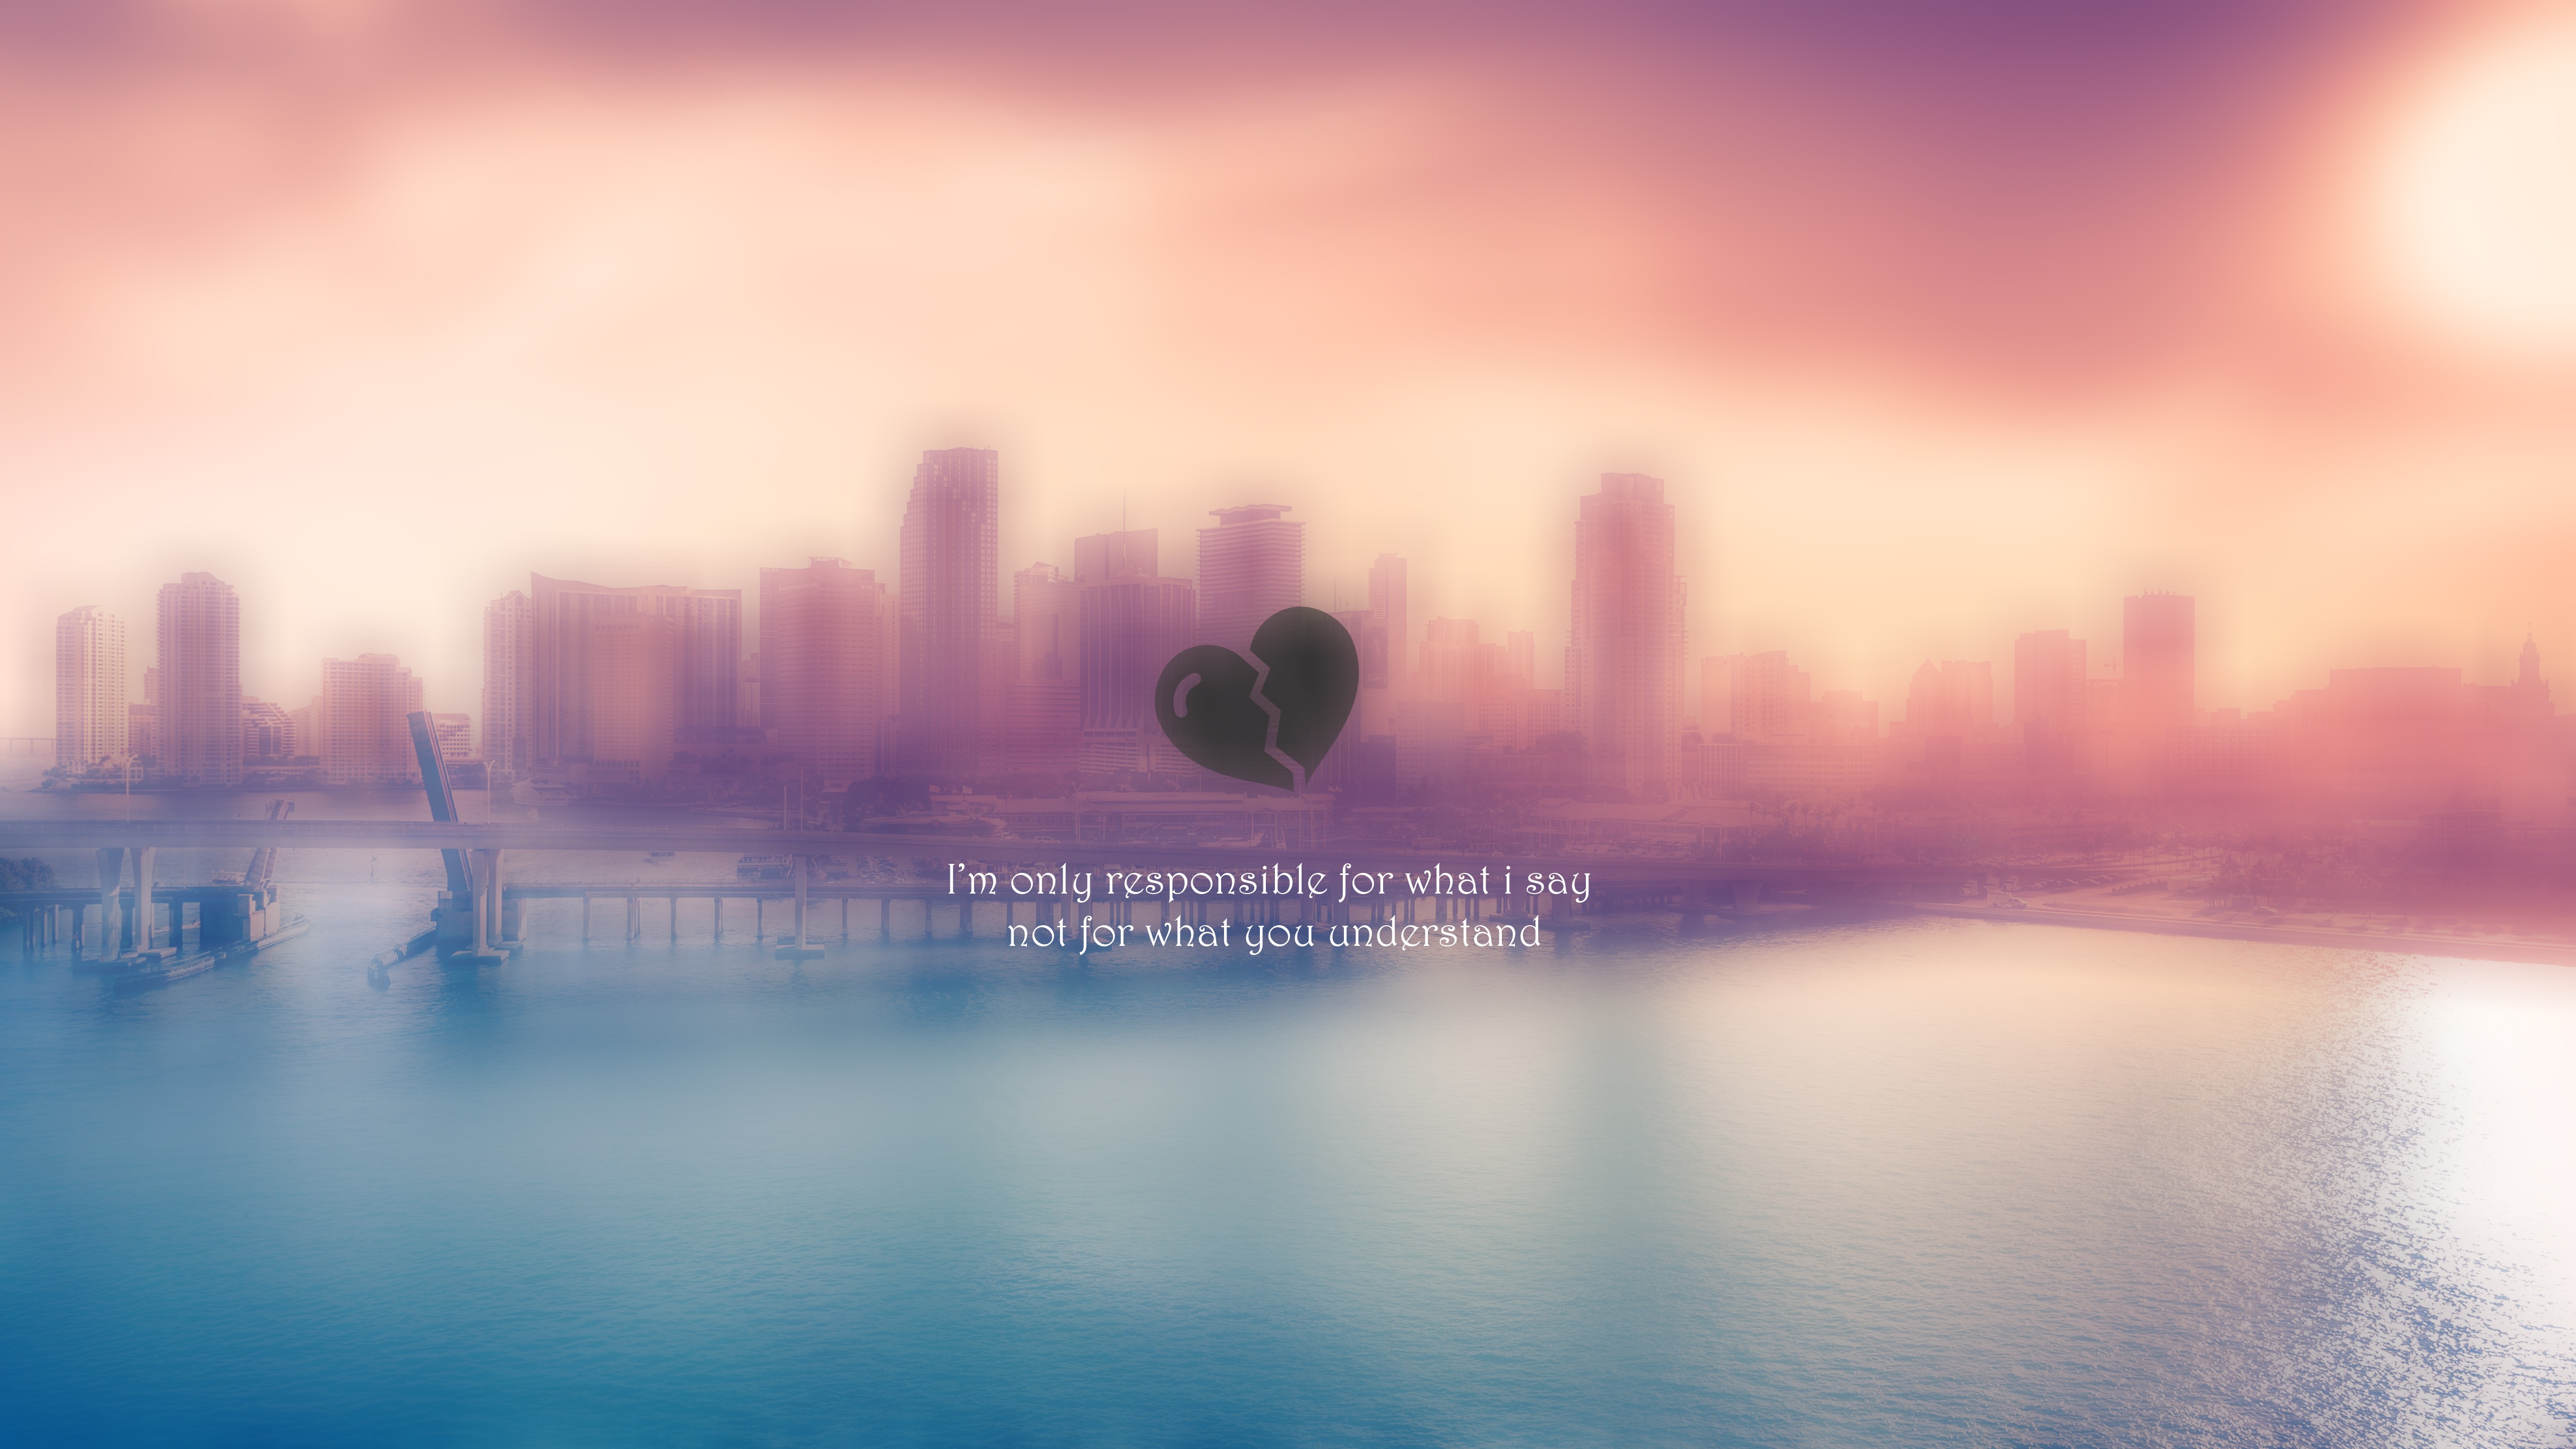 I'm only responsible for what i say
not for what you understand